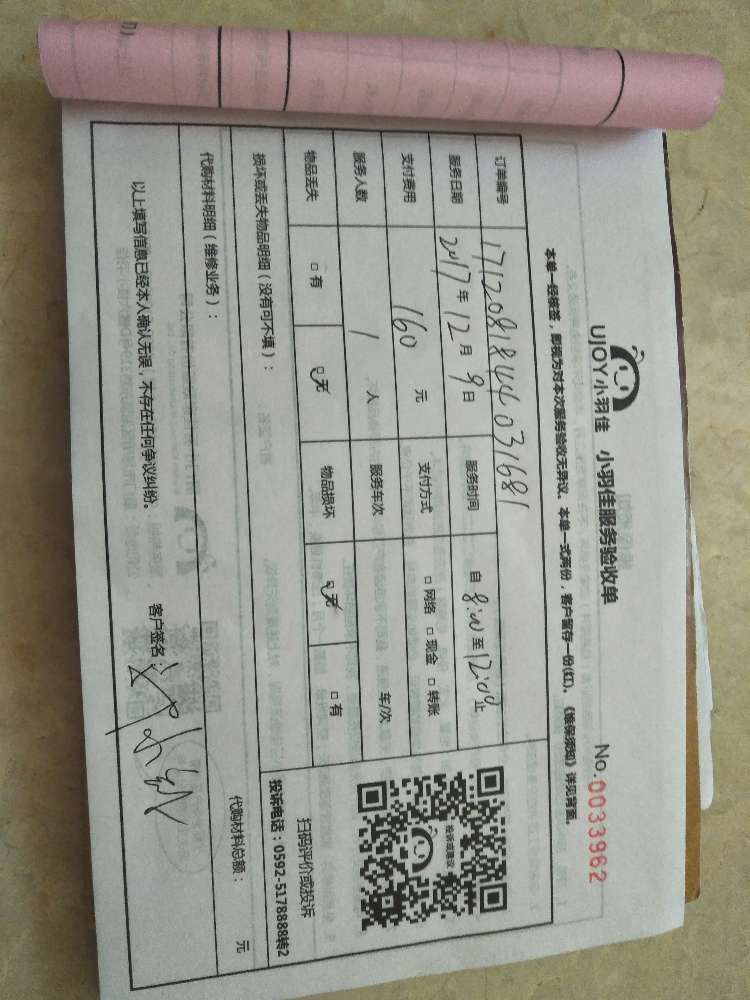 UJOY小羽佳 小羽佳服务验收单
No.0033962
本单一经核签，即视为对本次服务验收无异议。本单一式两份，客户留存一份(红)。《维保须知》详见背面。
订单编号 171208184403 1681
服务日期 2017年12月9日 服务时间 自8:00至12:00止
支付费用 160元 支付方式 □网络 □现金 □转账
服务人数 1人 服务车次 车/次
物品丢失 □有 ☑无 物品损坏 ☑无 □有
扫码评价或投诉
投诉电话：0592-5178888转2
投诉或建议
损坏或丢失物品明细（没有可不填）：
代购材料明细（维修业务）：
代购材料总额： 元
以上填写信息已经本人确认无误，不存在任何争议纠纷。 客户签名：